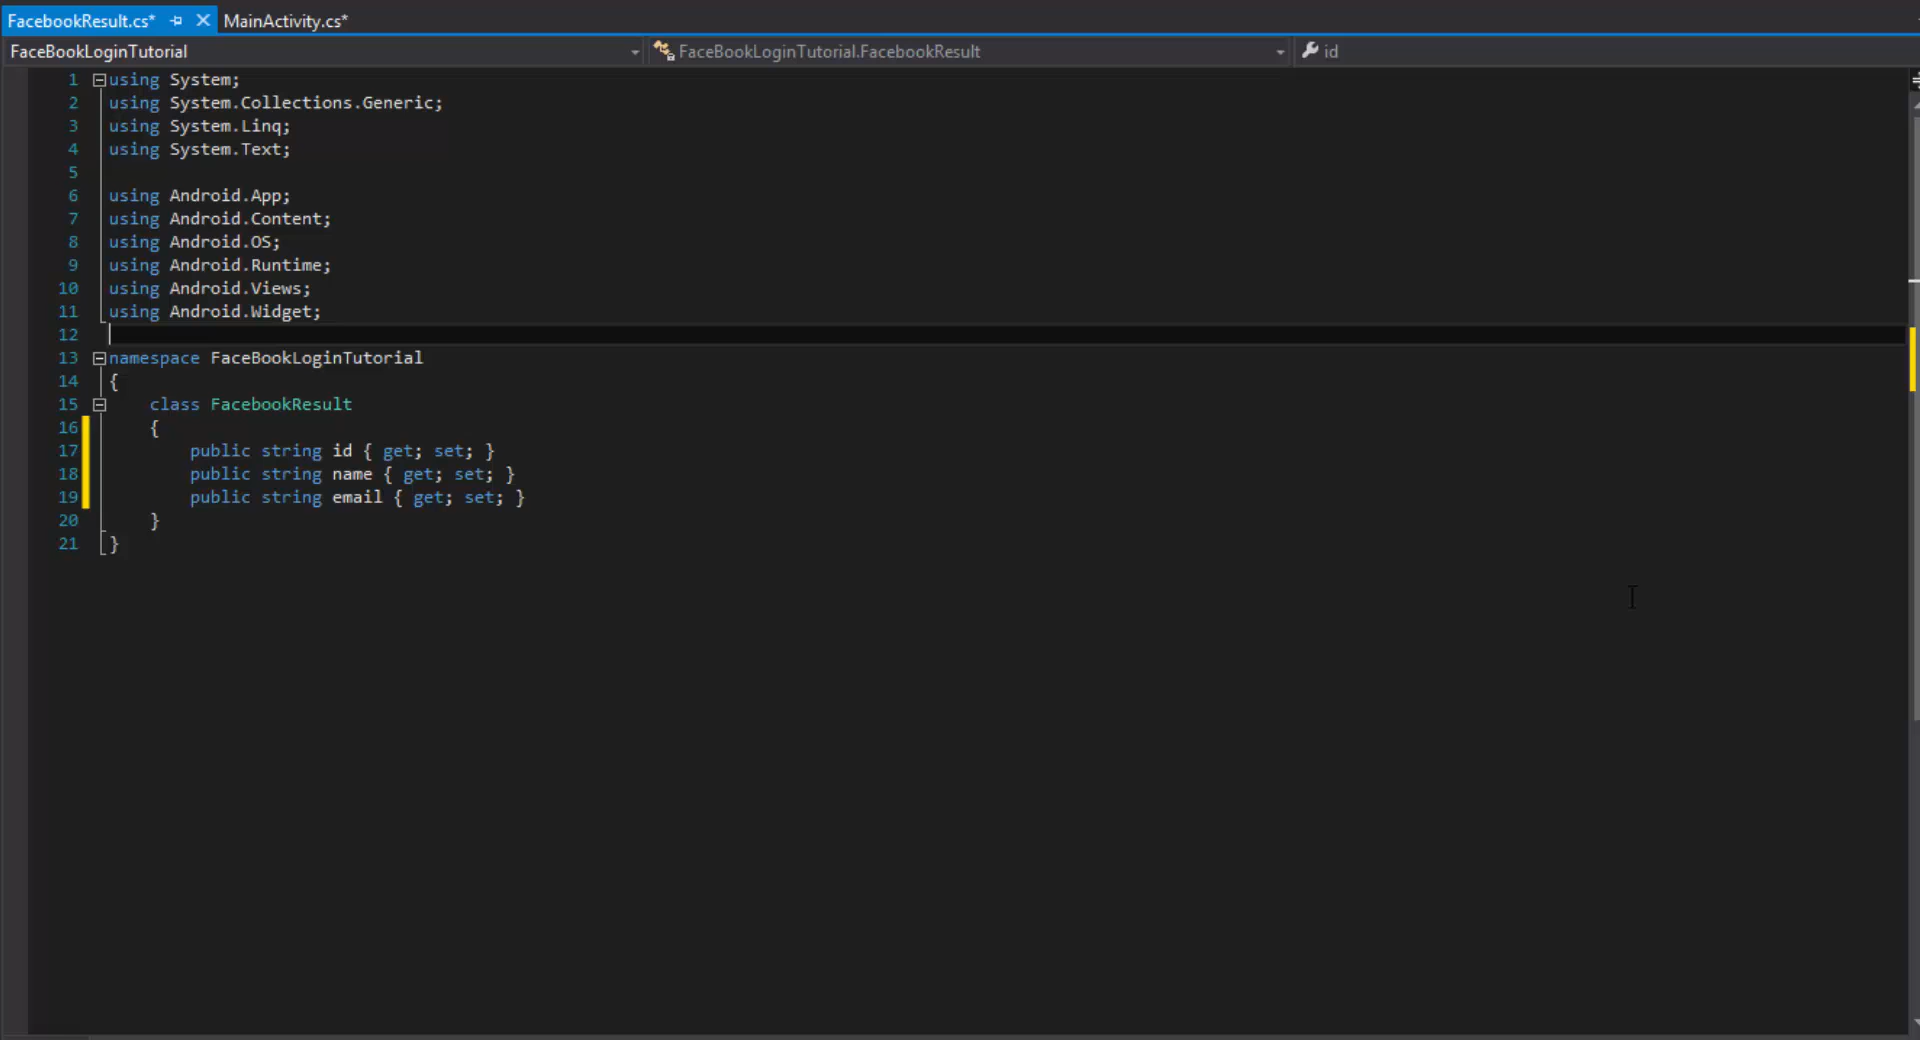 FacebookResult.cs* MainActivity.cs*
FaceBookLoginTutorial FaceBookLoginTutorial.FacebookResult id
1 using System;
2 using System.Collections.Generic;
3 using System.Linq;
4 using System.Text;
5
6 using Android.App;
7 using Android.Content;
8 using Android.OS;
9 using Android.Runtime;
10 using Android.Views;
11 using Android.Widget;
12
13 namespace FaceBookLoginTutorial
14 {
15     class FacebookResult
16     {
17         public string id { get; set; }
18         public string name { get; set; }
19         public string email { get; set; }
20     }
21 }